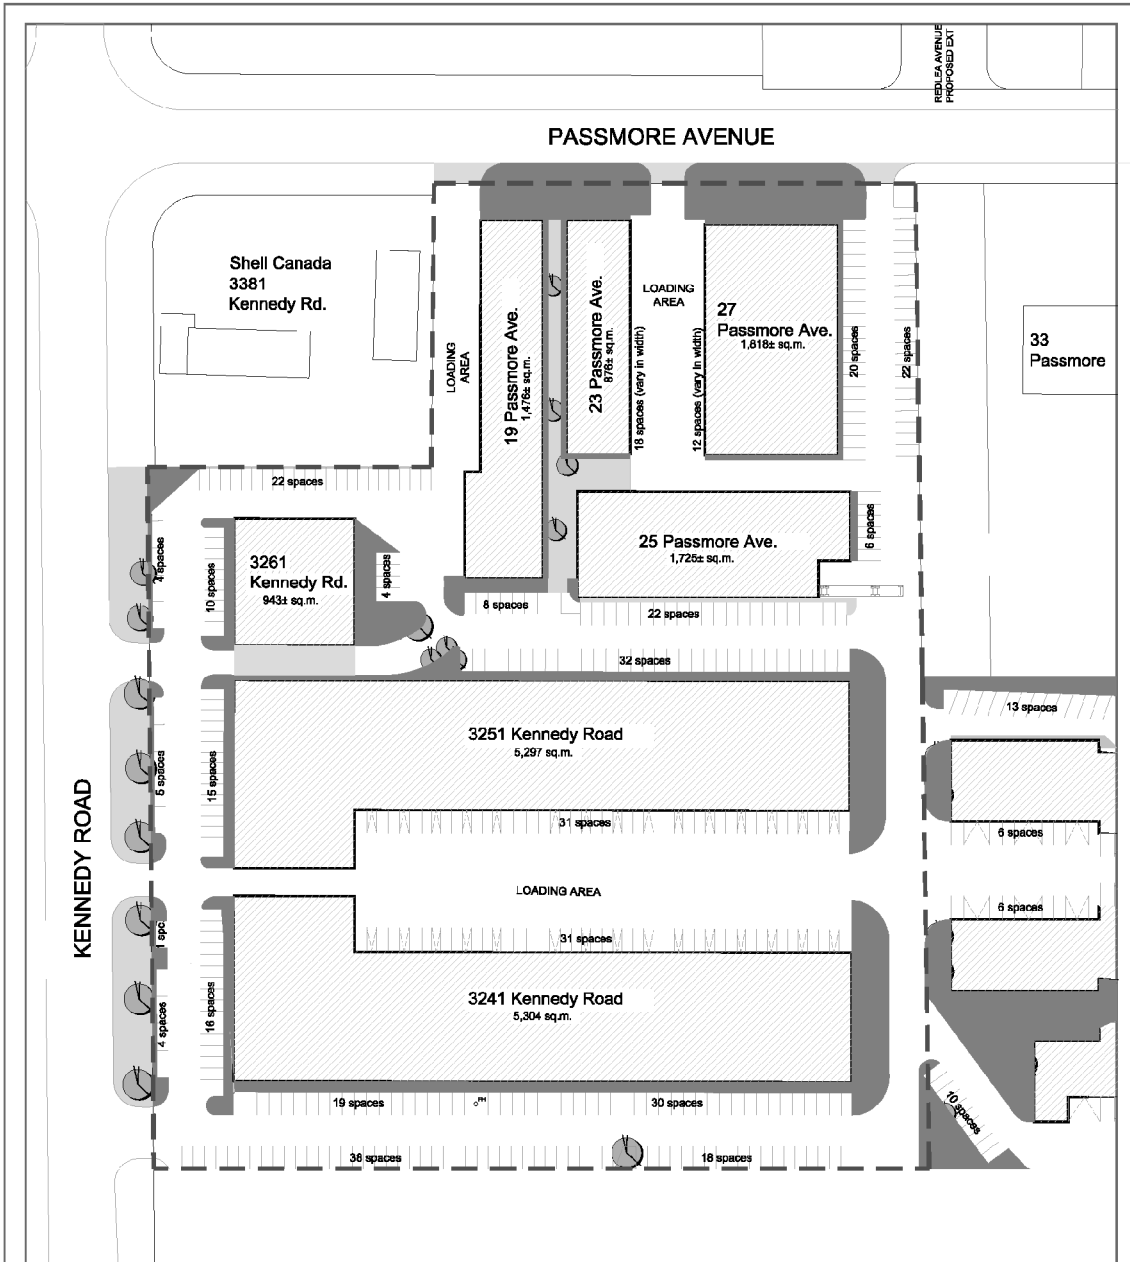 REDLEA AVENUE
PROPOSED EXT
PASSMORE AVENUE
Shell Canada
3381
Kennedy Rd.
LOADING
AREA
19 Passmore Ave.
1,476± sq.m.
23 Passmore Ave.
876± sq.m.
LOADING
AREA
18 spaces (vary in width)
12 spaces (vary in width)
27
Passmore Ave.
1,818± sq.m.
20 spaces
22 spaces
33
Passmore
22 spaces
4 spaces
10 spaces
3261
Kennedy Rd.
943± sq.m.
4 spaces
8 spaces
25 Passmore Ave.
1,725± sq.m.
6 spaces
22 spaces
32 spaces
13 spaces
3251 Kennedy Road
5,297 sq.m.
5 spaces
15 spaces
31 spaces
6 spaces
KENNEDY ROAD
LOADING AREA
6 spaces
1 spc
31 spaces
4 spaces
16 spaces
3241 Kennedy Road
5,304 sq.m.
19 spaces
FH
30 spaces
10 spaces
38 spaces
18 spaces